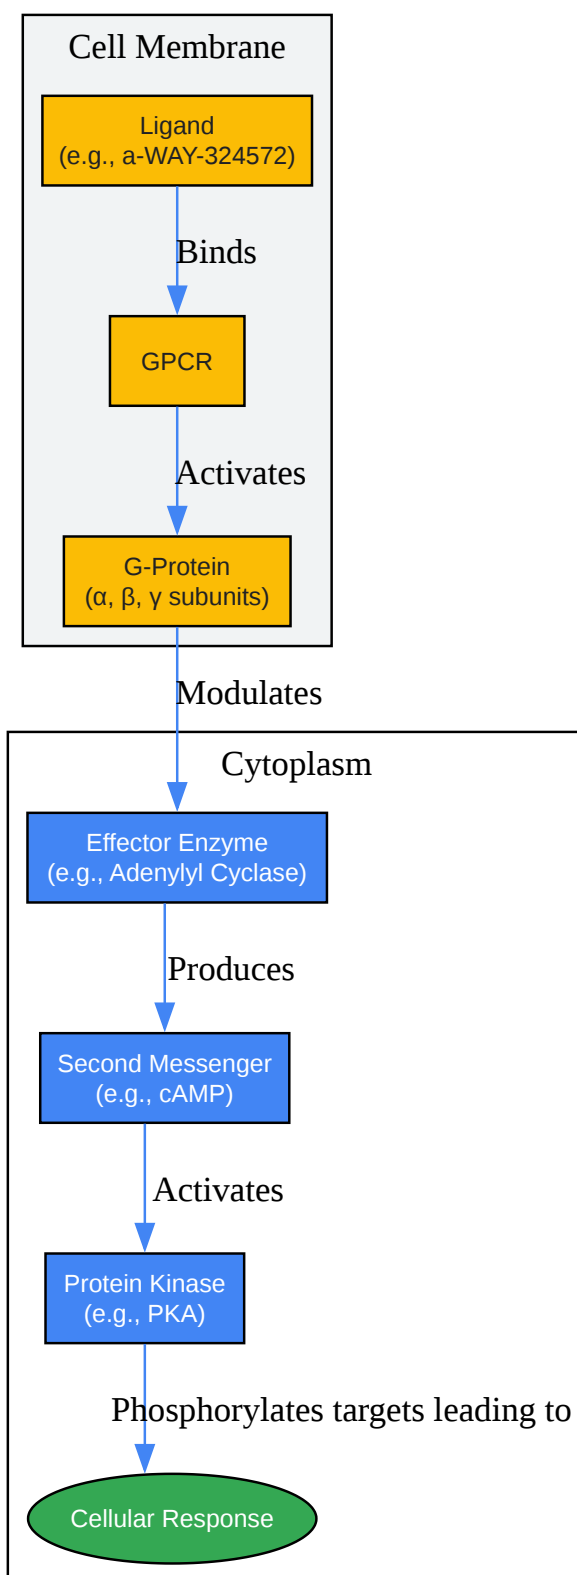 Cell Membrane
Ligand
(e.g., a-WAY-324572)
Binds
GPCR
Activates
G-Protein
(α, β, γ subunits)
Modulates
Cytoplasm
Effector Enzyme
(e.g., Adenylyl Cyclase)
Produces
Second Messenger
(e.g., cAMP)
Activates
Protein Kinase
(e.g., PKA)
Phosphorylates targets leading to
Cellular Response